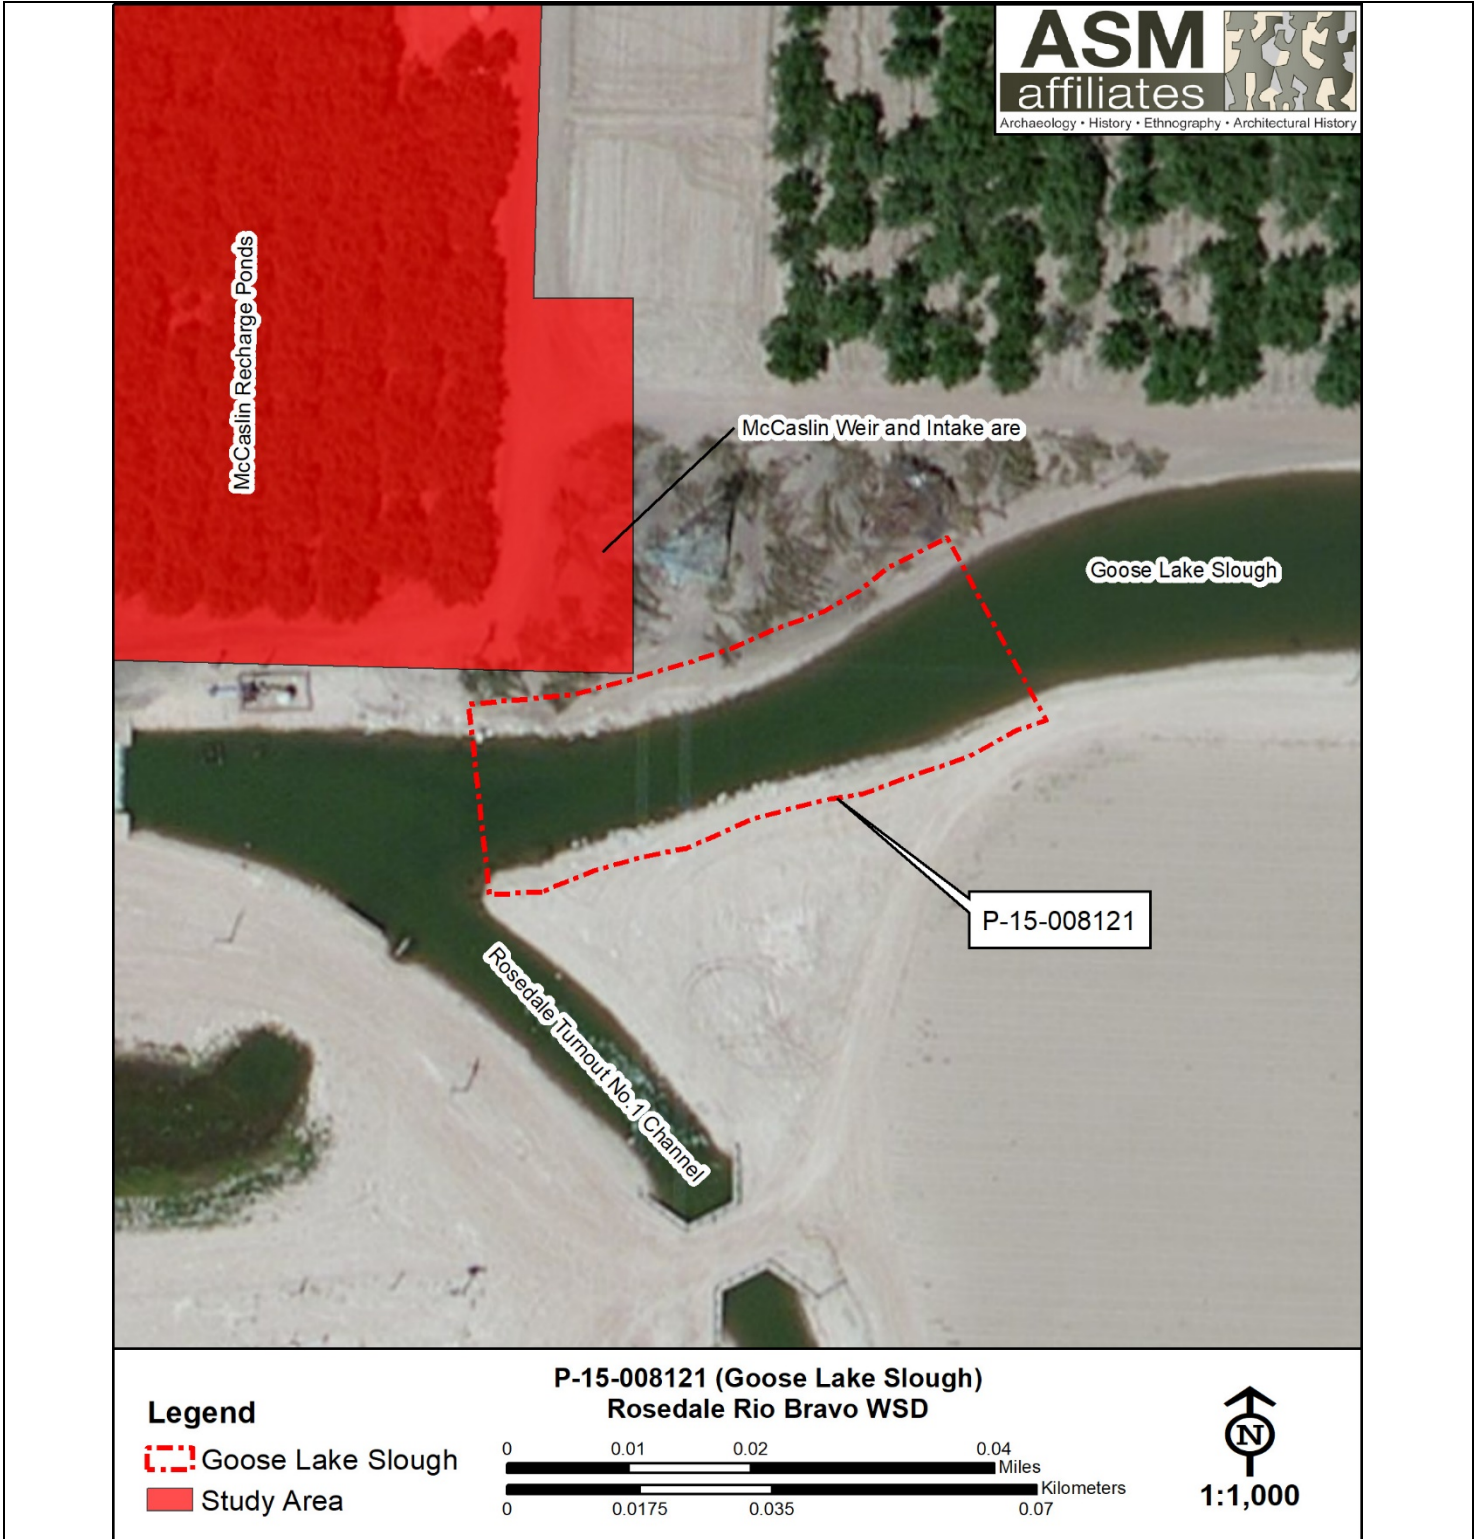 ASM
affiliates
Archaeology • History • Ethnography • Architectural History
McCaslin Recharge Ponds
McCaslin Weir and Intake are
Goose Lake Slough
P-15-008121
Rosedale Turnout No.1 Channel
P-15-008121 (Goose Lake Slough)
Rosedale Rio Bravo WSD
Legend
Goose Lake Slough
Study Area
0 0.01 0.02 0.04
Miles
Kilometers
0 0.0175 0.035 0.07
N
1:1,000